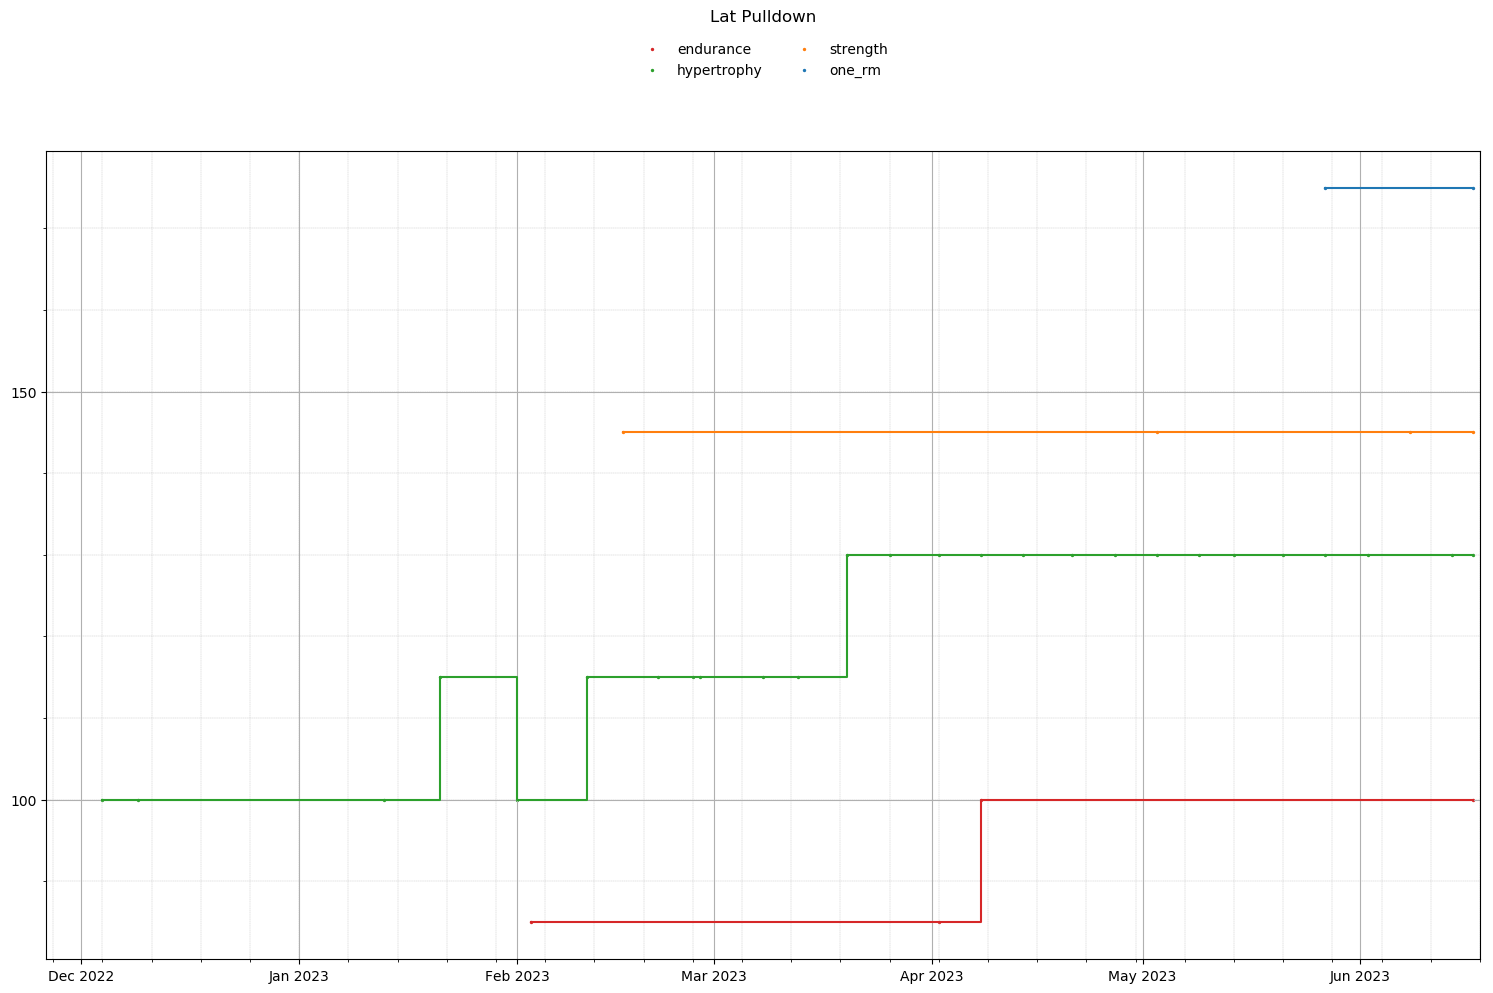 Lat Pulldown
endurance strength
hypertrophy one_rm
150
100
Dec 2022 Jan 2023 Feb 2023 Mar 2023 Apr 2023 May 2023 Jun 2023